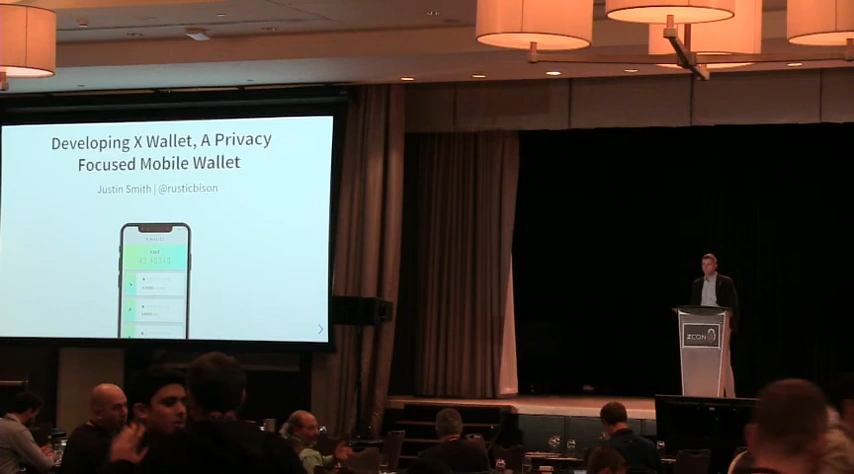 Developing X Wallet, A Privacy
Focused Mobile Wallet
Justin Smith | @rusticbison
ZCON